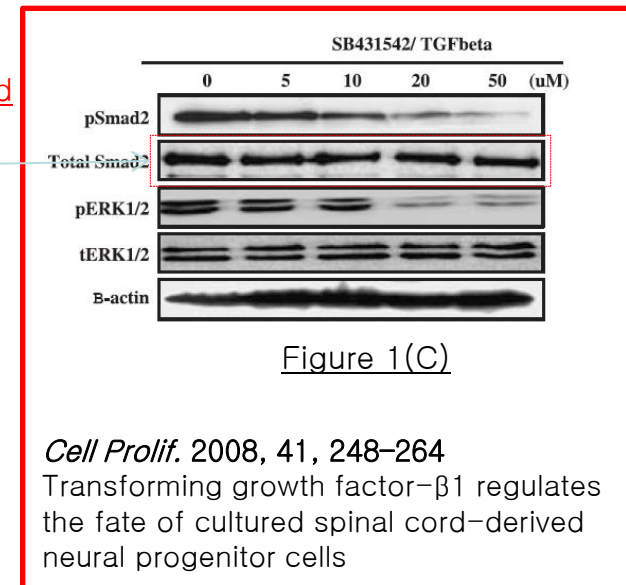 SB431542/ TGFbeta
0 5 10 20 50 (uM)
d
pSmad2
Total Smad2
pERK1/2
tERK1/2
B-actin
Figure 1(C)
Cell Prolif. 2008, 41, 248–264
Transforming growth factor-β1 regulates
the fate of cultured spinal cord-derived
neural progenitor cells